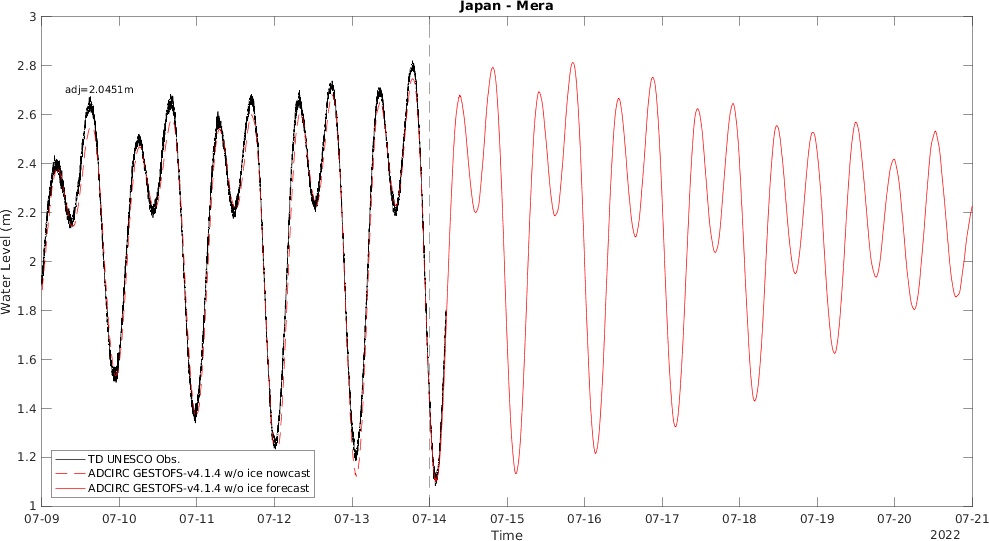 Japan - Mera
3
2.8
2.6
2.4
2.2
2
1.8
1.6
1.4
1.2
1
Water Level (m)
adj=2.0451m
TD UNESCO Obs.
ADCIRC GESTOFS-v4.1.4 w/o ice nowcast
ADCIRC GESTOFS-v4.1.4 w/o ice forecast
07-09 07-10 07-11 07-12 07-13 07-14 07-15 07-16 07-17 07-18 07-19 07-20 07-21
Time
2022